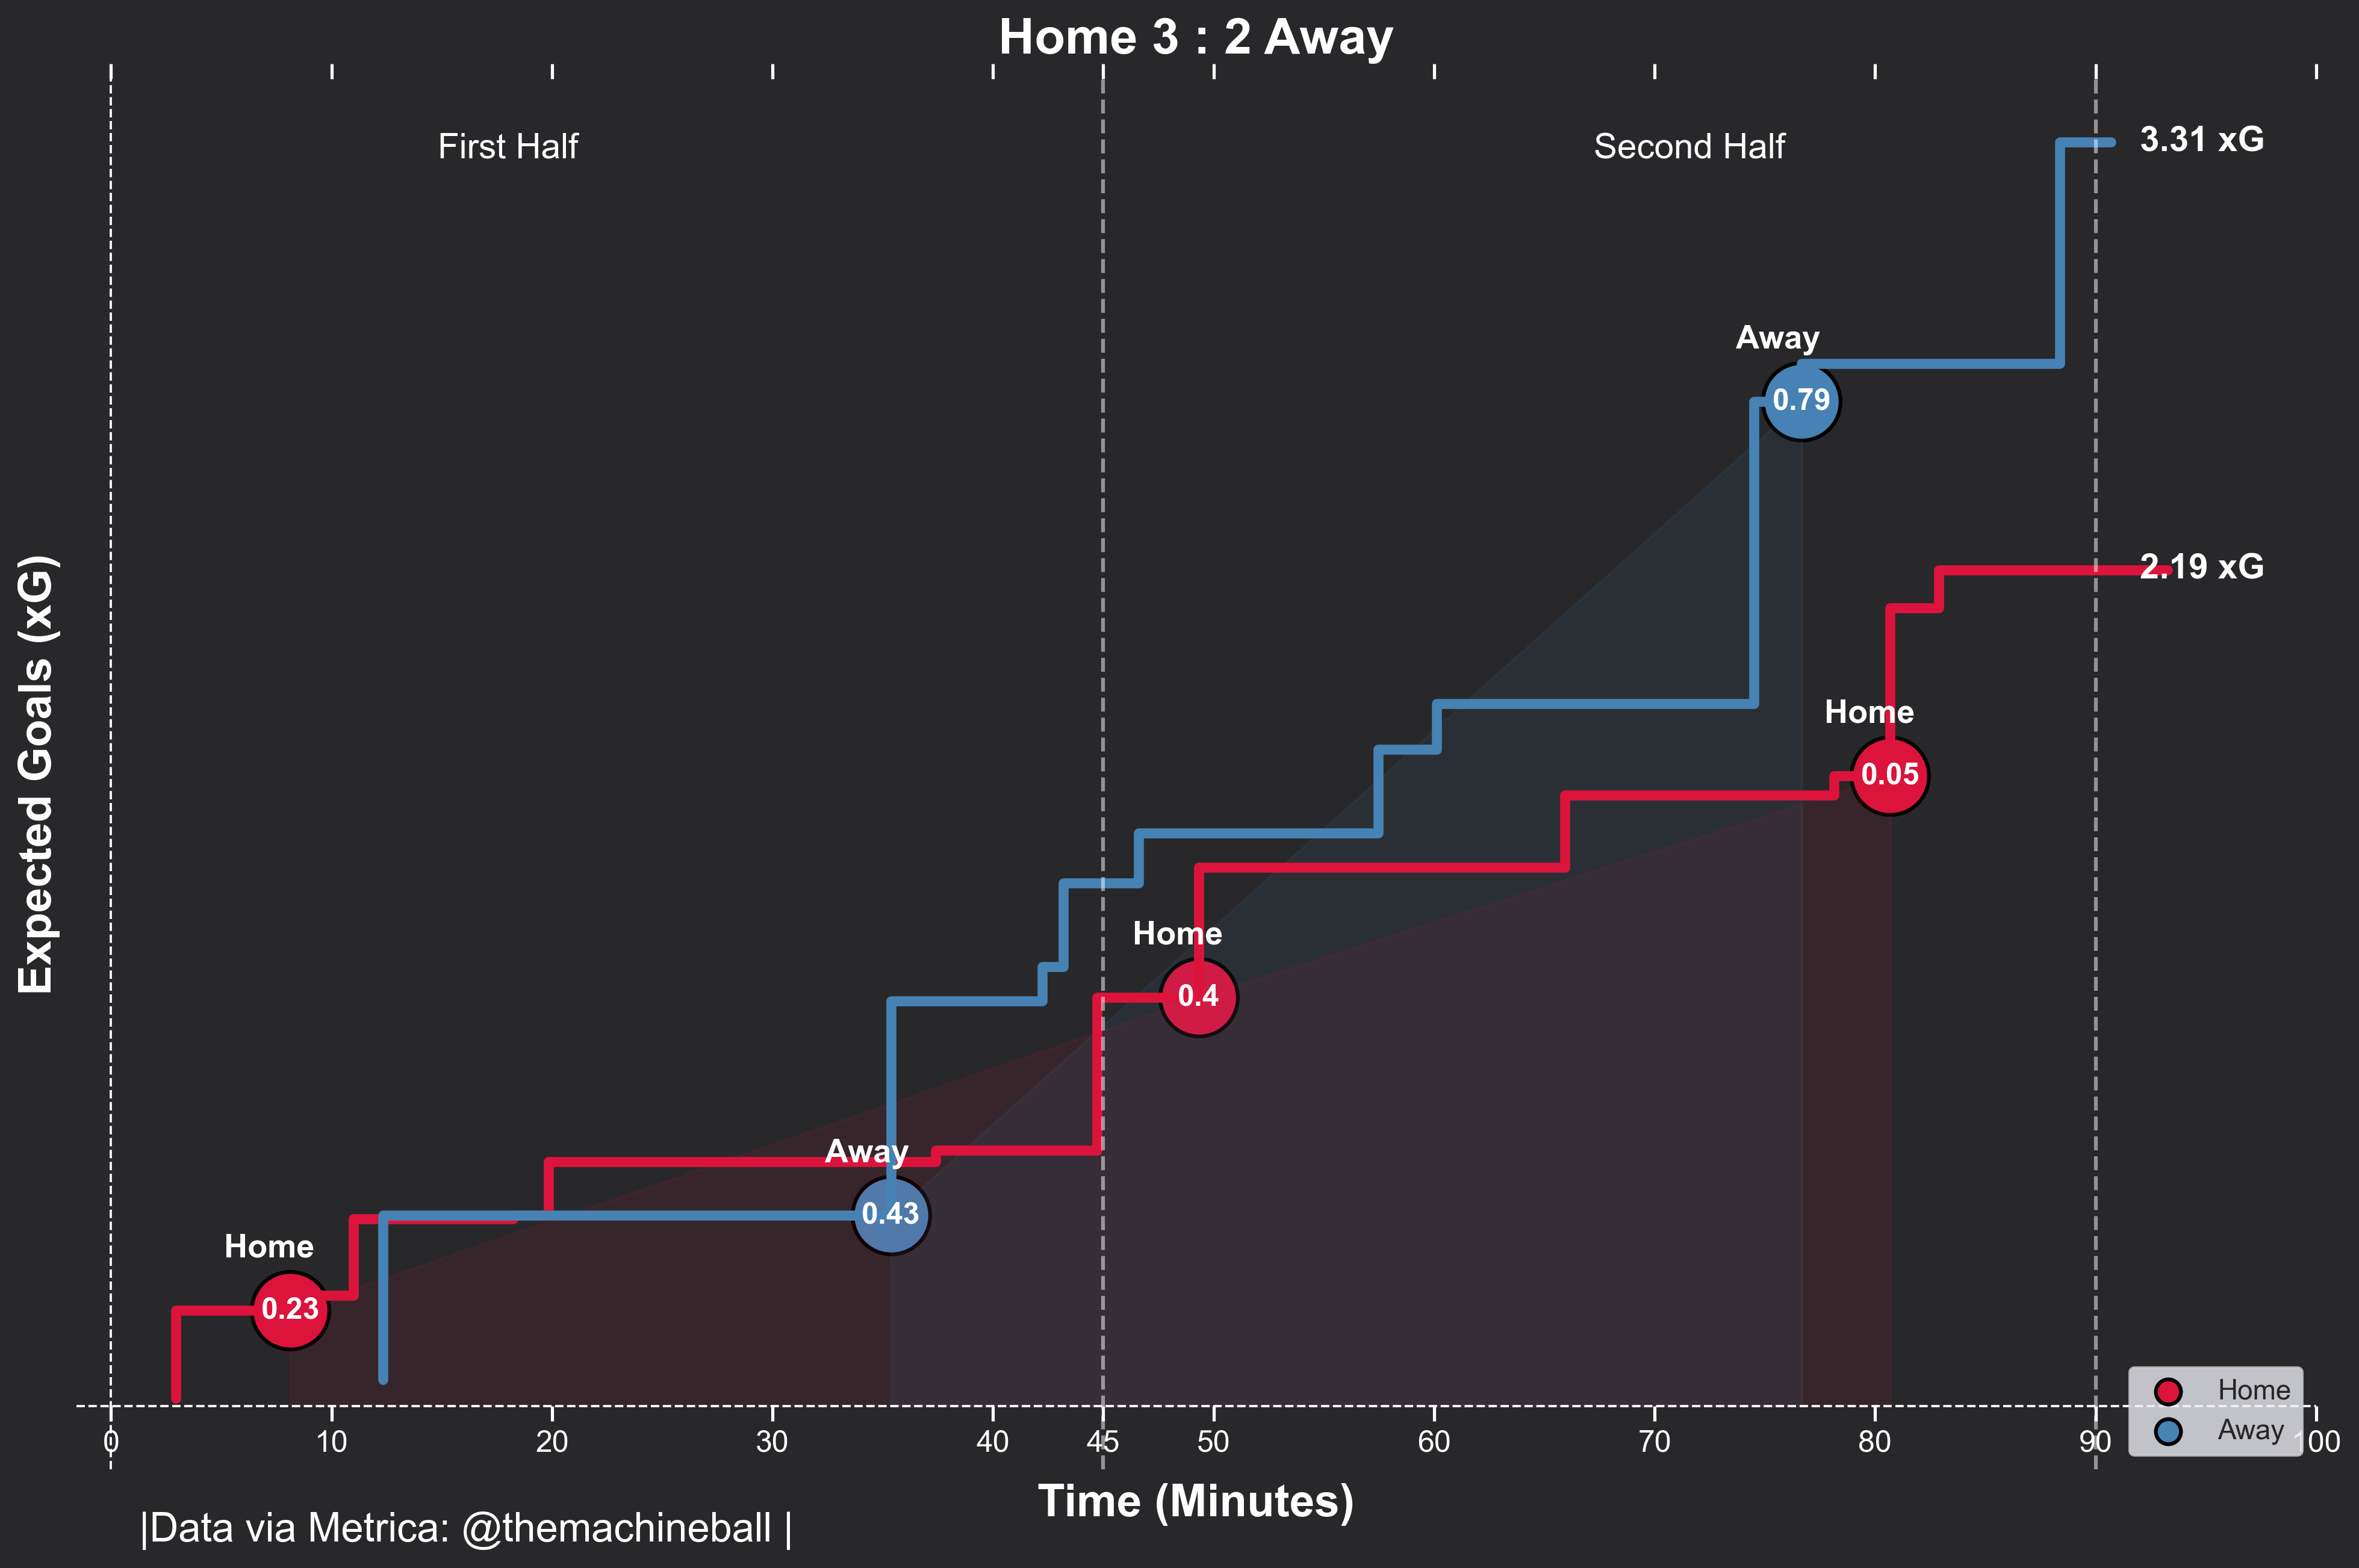 Home 3 : 2 Away
First Half
Second Half
3.31 xG
Away
0.79
2.19 xG
Home
0.05
Home
0.4
Away
0.43
Home
0.23
Expected Goals (xG)
Home
Away
0 10 20 30 40 45 50 60 70 80 90 100
Time (Minutes)
|Data via Metrica: @themachineball |